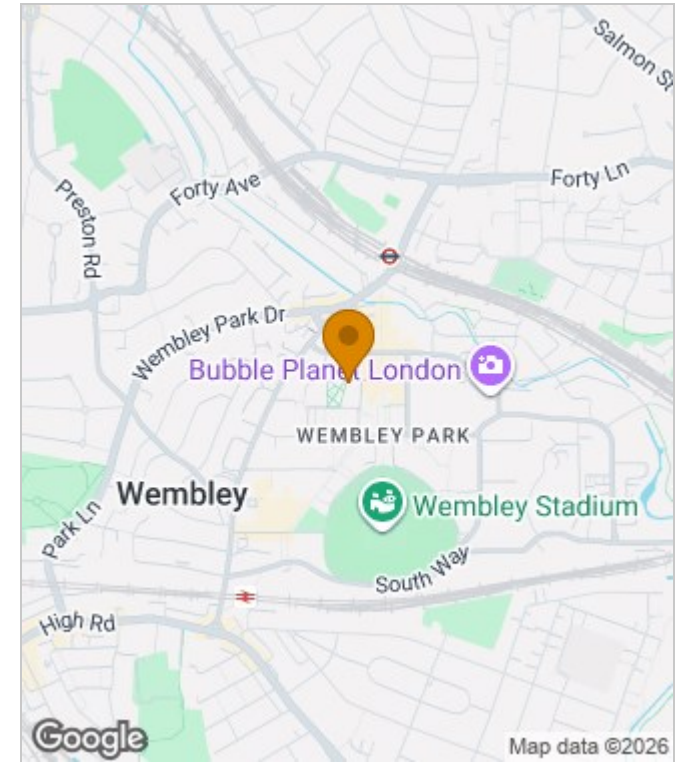 Salmon St
Forty Ln
Forty Ave
Preston Rd
Wembley Park Dr
Bubble Planet London
WEMBLEY PARK
Wembley
Wembley Stadium
Park Ln
South Way
High Rd
Google
Map data ©2026